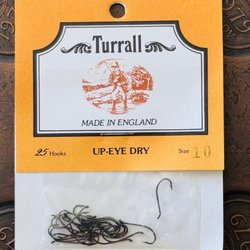 Turrall
MADE IN ENGLAND
25 Hooks UP-EYE DRY Size 10